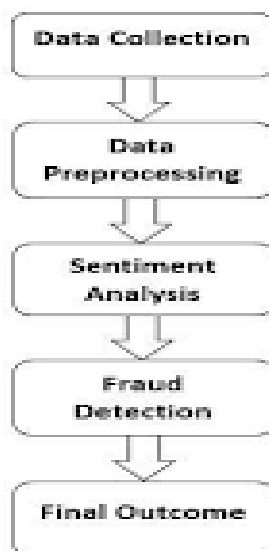 Data Collection
Data
Preprocessing
Sentiment
Analysis
Fraud
Detection
Final Outcome